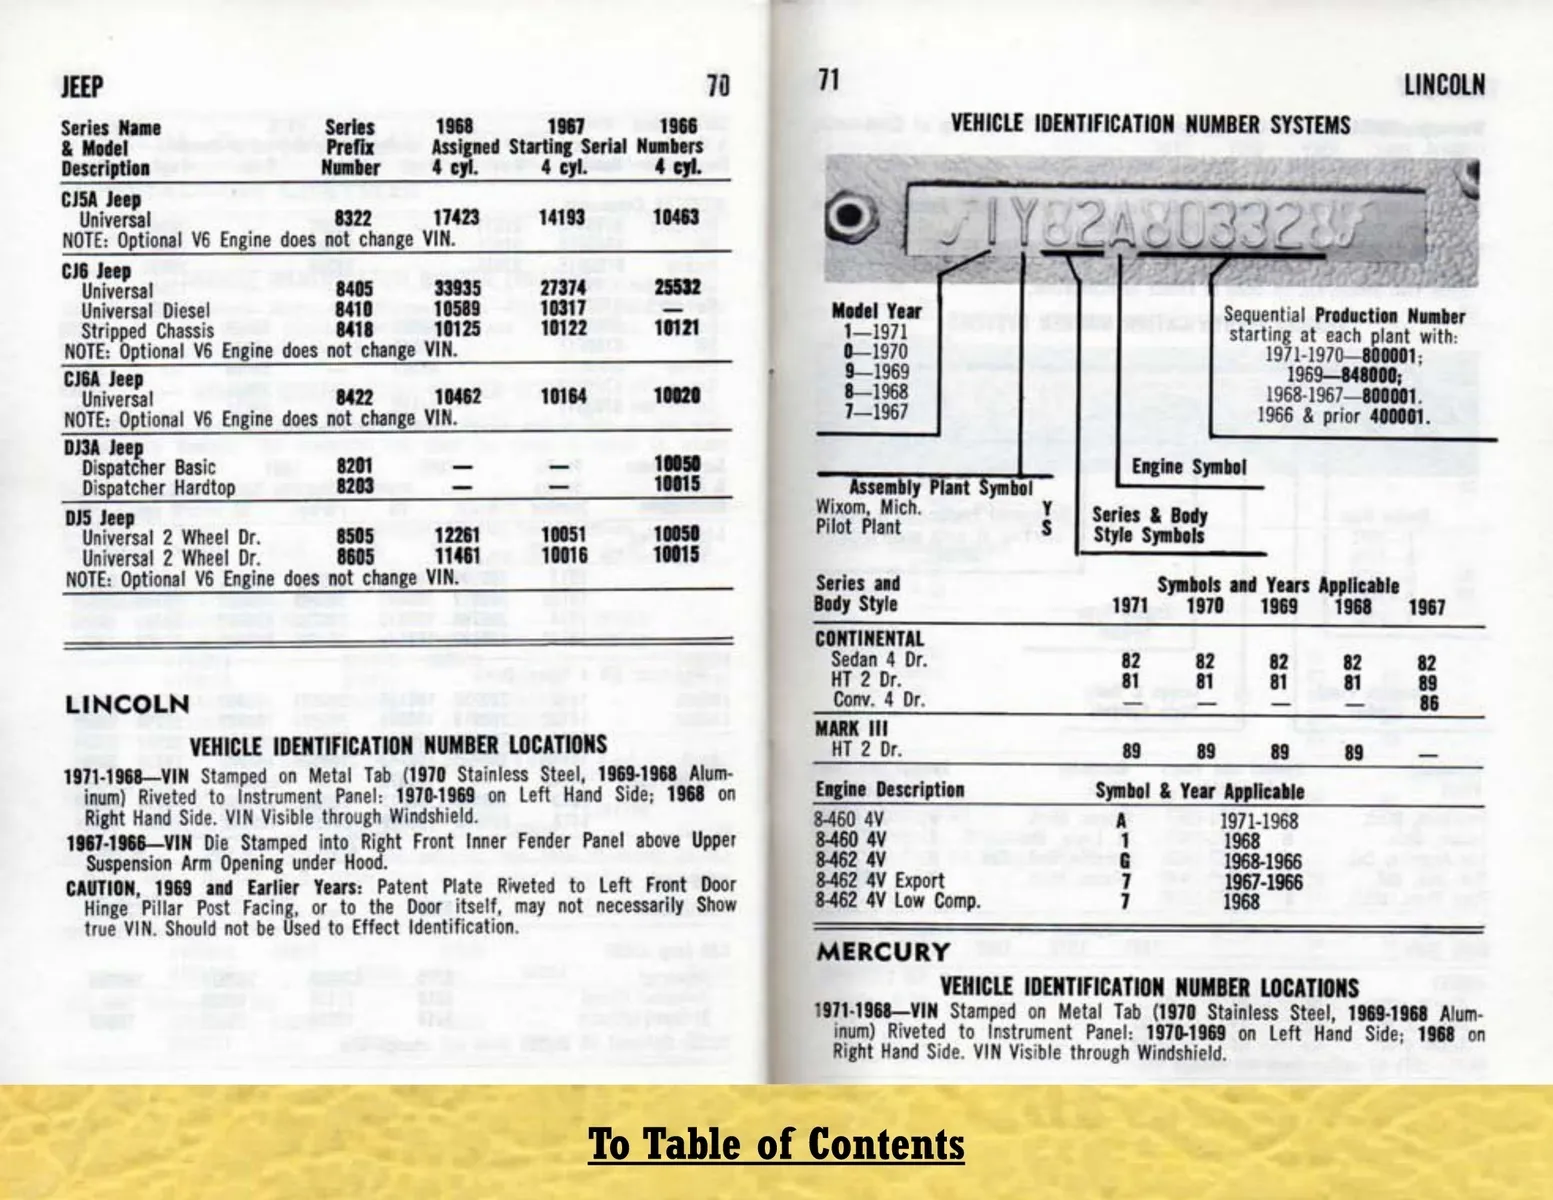 JEEP 70
Series Name Series 1968 1967 1966
& Model Prefix Assigned Starting Serial Numbers
Description Number 4 cyl. 4 cyl. 4 cyl.
CJ5A Jeep
Universal 8322 17423 14193 10463
NOTE: Optional V6 Engine does not change VIN.
CJ6 Jeep
Universal 8405 33935 27374 25532
Universal Diesel 8410 10589 10317 —
Stripped Chassis 8418 10125 10122 10121
NOTE: Optional V6 Engine does not change VIN.
CJ6A Jeep
Universal 8422 10462 10164 10020
NOTE: Optional V6 Engine does not change VIN.
DJ3A Jeep
Dispatcher Basic 8201 — — 10050
Dispatcher Hardtop 8203 — — 10015
DJ5 Jeep
Universal 2 Wheel Dr. 8505 12261 10051 10050
Universal 2 Wheel Dr. 8605 11461 10016 10015
NOTE: Optional V6 Engine does not change VIN.
LINCOLN
VEHICLE IDENTIFICATION NUMBER LOCATIONS
1971-1968—VIN Stamped on Metal Tab (1970 Stainless Steel, 1969-1968 Alum-
inum) Riveted to Instrument Panel: 1970-1969 on Left Hand Side; 1968 on
Right Hand Side. VIN Visible through Windshield.
1967-1966—VIN Die Stamped into Right Front Inner Fender Panel above Upper
Suspension Arm Opening under Hood.
CAUTION, 1969 and Earlier Years: Patent Plate Riveted to Left Front Door
Hinge Pillar Post Facing, or to the Door itself, may not necessarily Show
true VIN. Should not be Used to Effect Identification.
71 LINCOLN
VEHICLE IDENTIFICATION NUMBER SYSTEMS
1Y82A803328
Model Year
1—1971
0—1970
9—1969
8—1968
7—1967
Sequential Production Number
starting at each plant with:
1971-1970—800001;
1969—848000;
1968-1967—800001.
1966 & prior 400001.
Engine Symbol
Assembly Plant Symbol
Wixom, Mich. Y
Pilot Plant S
Series & Body
Style Symbols
Series and Symbols and Years Applicable
Body Style 1971 1970 1969 1968 1967
CONTINENTAL
Sedan 4 Dr. 82 82 82 82 82
HT 2 Dr. 81 81 81 81 89
Conv. 4 Dr. — — — — 86
MARK III
HT 2 Dr. 89 89 89 89 —
Engine Description Symbol & Year Applicable
8-460 4V A 1971-1968
8-460 4V 1 1968
8-462 4V G 1968-1966
8-462 4V Export 7 1967-1966
8-462 4V Low Comp. 7 1968
MERCURY
VEHICLE IDENTIFICATION NUMBER LOCATIONS
1971-1968—VIN Stamped on Metal Tab (1970 Stainless Steel, 1969-1968 Alum-
inum) Riveted to Instrument Panel: 1970-1969 on Left Hand Side; 1968 on
Right Hand Side. VIN Visible through Windshield.
To Table of Contents